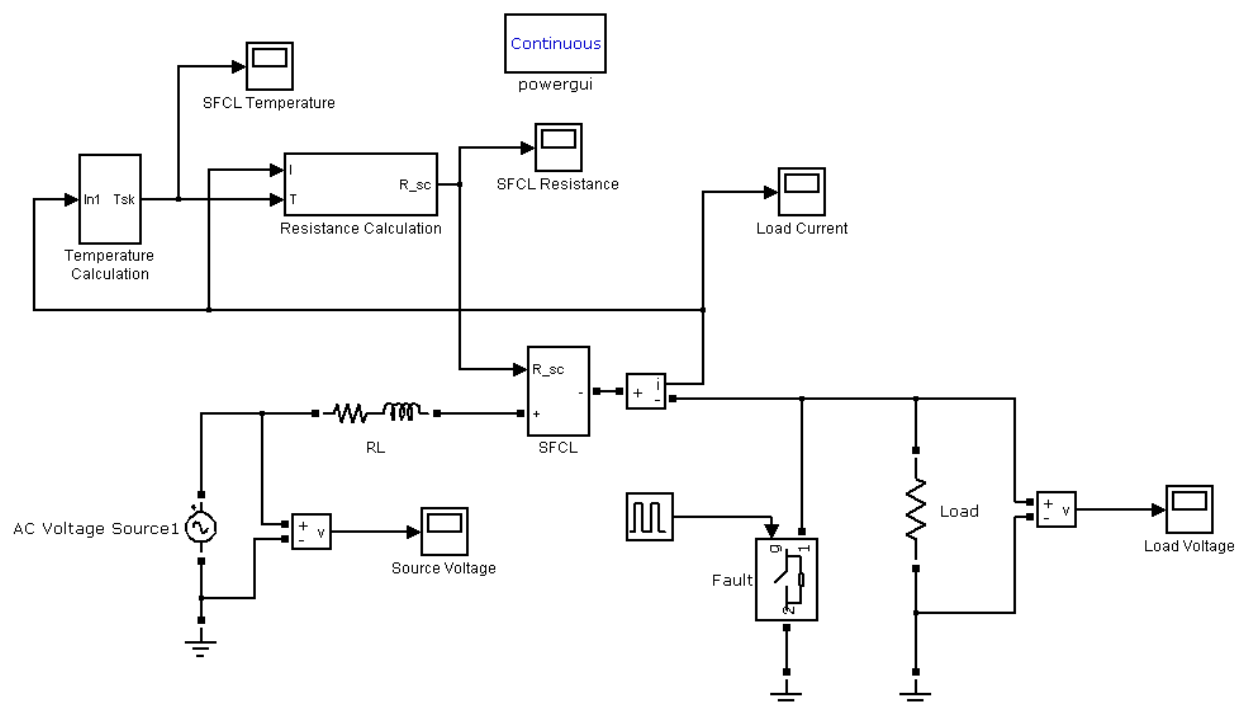 Continuous
powergui
SFCL Temperature
SFCL Resistance
In1 Tsk
Temperature
Calculation
I
T
R_sc
Resistance Calculation
Load Current
R_sc
+
-
SFCL
+
i
-
RL
AC Voltage Source1
+
-
v
Source Voltage
Fault
g
1
2
Load
+
-
v
Load Voltage